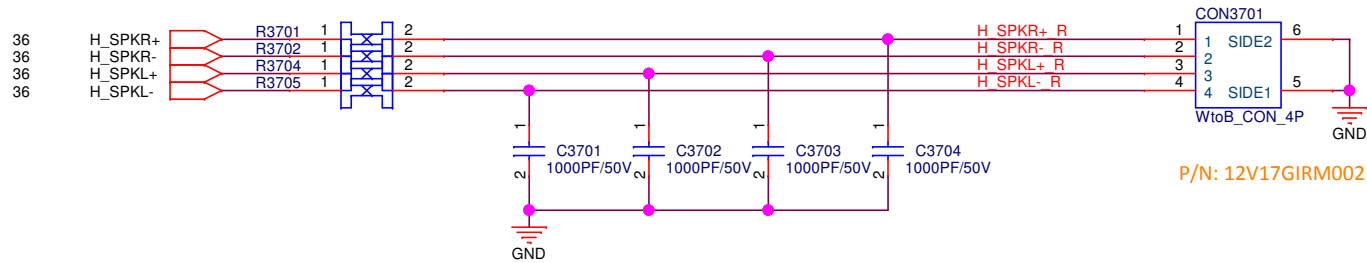 CON3701
36 H_SPKR+ R3701 1 2 H_SPKR+_R 1 1 SIDE2 6
36 H_SPKR- R3702 1 2 H_SPKR-_R 2 2
36 H_SPKL+ R3704 1 2 H_SPKL+_R 3 3
36 H_SPKL- R3705 1 2 H_SPKL-_R 4 4 SIDE1 5
WtoB_CON_4P
GND
1 1 1 1
C3701 C3702 C3703 C3704
1000PF/50V 1000PF/50V 1000PF/50V 1000PF/50V
2 2 2 2
P/N: 12V17GIRM002
GND